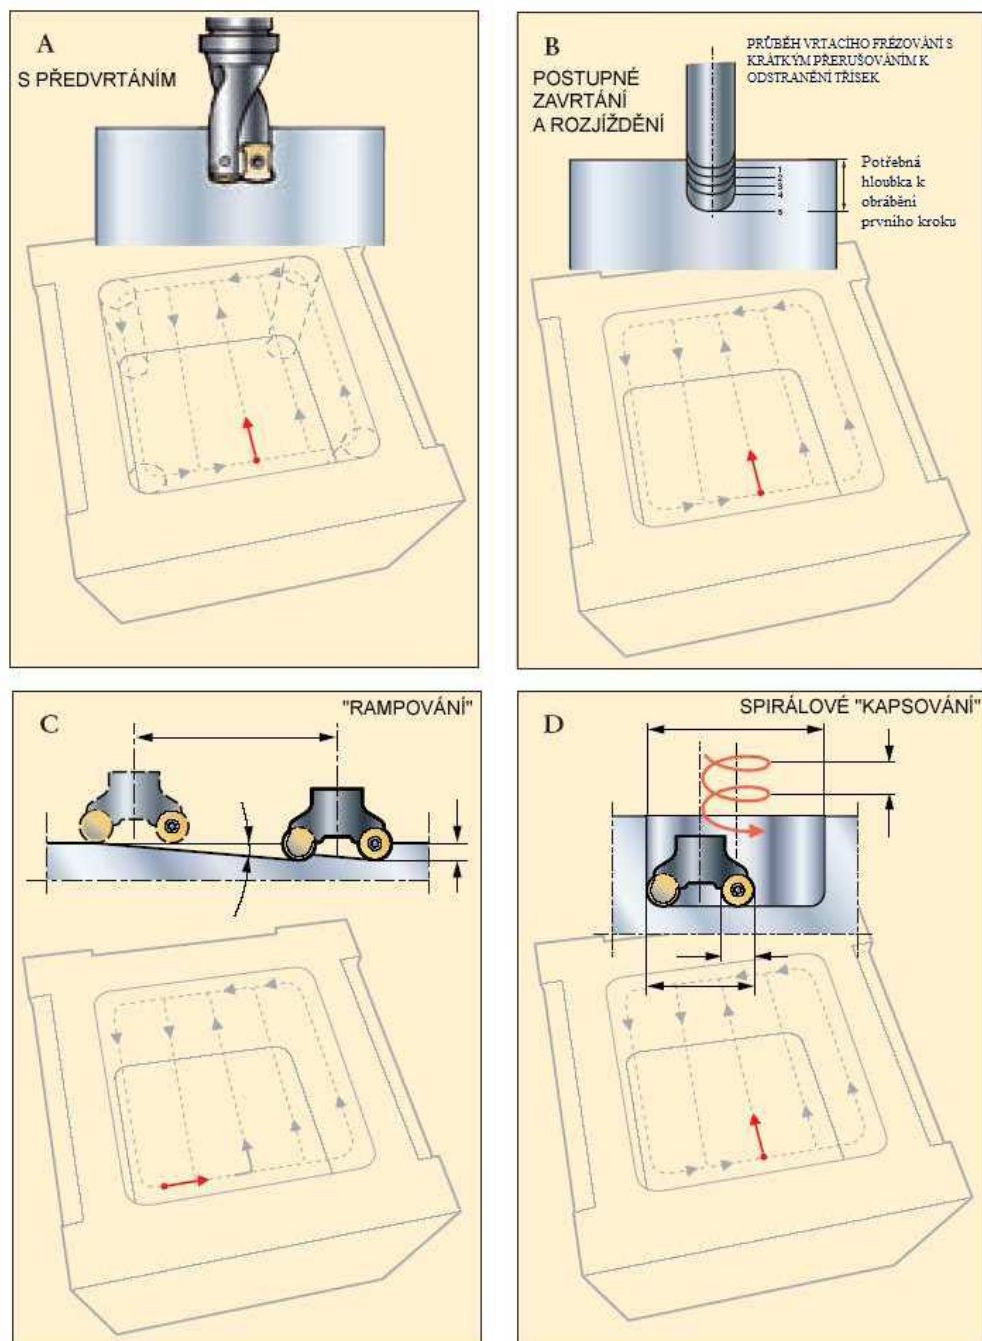 A
S PŘEDVRTÁNÍM
B
POSTUPNÉ
ZAVRTÁNÍ
A ROZJÍŽDĚNÍ
PRŮBĚH VRTACÍHO FRÉZOVÁNÍ S
KRÁTKÝM PŘERUŠOVÁNÍM K
ODSTRANĚNÍ TŘÍSEK
1
2
3
4
5
Potřebná
hloubka k
obrábění
prvního kroku
C
"RAMPOVÁNÍ"
D
SPIRÁLOVÉ "KAPSOVÁNÍ"